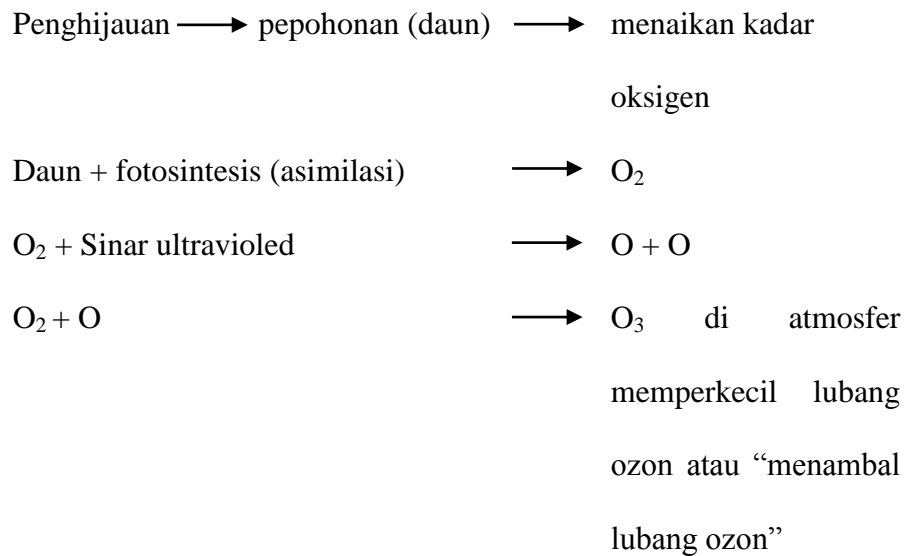 Penghijauan ⟶ pepohonan (daun) ⟶ menaikan kadar
oksigen
Daun + fotosintesis (asimilasi) ⟶ O₂
O₂ + Sinar ultravioled ⟶ O + O
O₂ + O ⟶ O₃ di atmosfer
memperkecil lubang
ozon atau “menambal
lubang ozon”